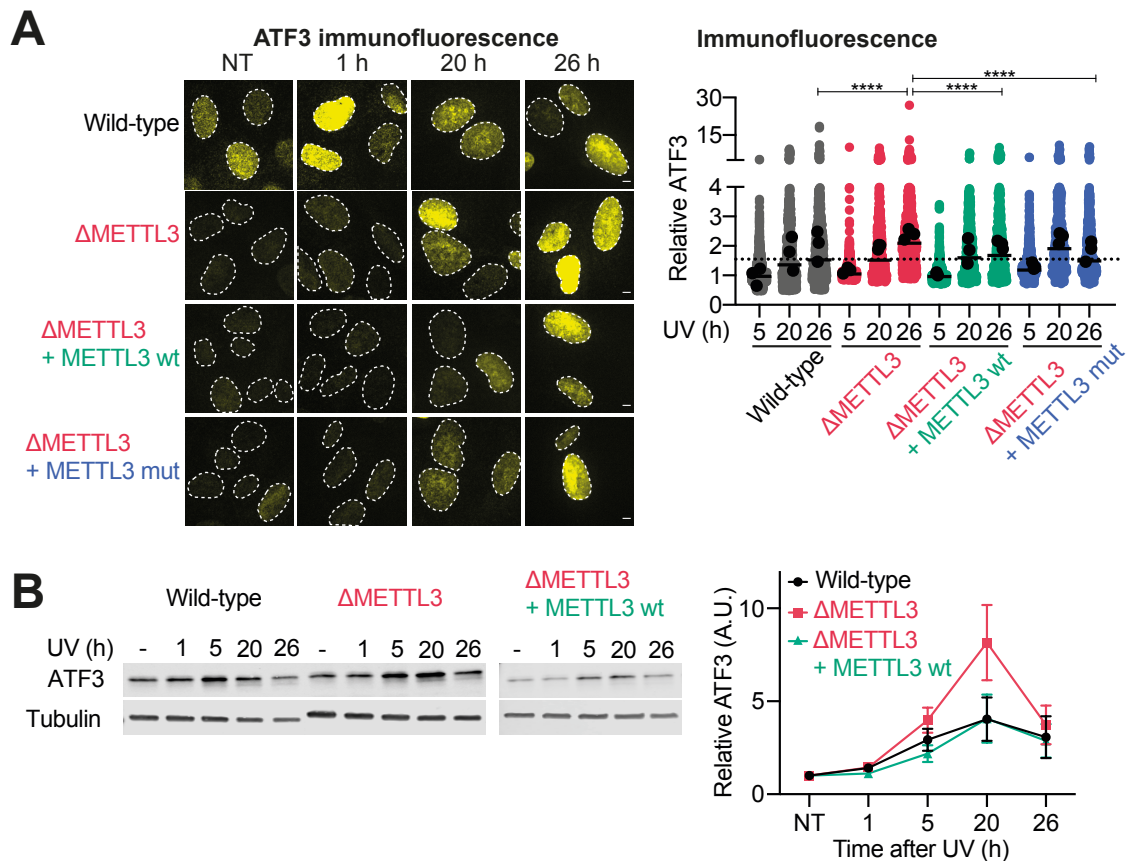 A
ATF3 immunofluorescence
NT 1 h 20 h 26 h
Wild-type
ΔMETTL3
ΔMETTL3
+ METTL3 wt
ΔMETTL3
+ METTL3 mut
Immunofluorescence
****
**** ****
Relative ATF3
30
15
4
3
2
1
0
UV (h) 5 20 26 5 20 26 5 20 26 5 20 26
Wild-type
ΔMETTL3
ΔMETTL3
+ METTL3 wt
ΔMETTL3
+ METTL3 mut
B
Wild-type ΔMETTL3 ΔMETTL3
+ METTL3 wt
UV (h) - 1 5 20 26 - 1 5 20 26 - 1 5 20 26
ATF3
Tubulin
Relative ATF3 (A.U.)
10
5
0
Wild-type
ΔMETTL3
ΔMETTL3
+ METTL3 wt
NT 1 5 20 26
Time after UV (h)